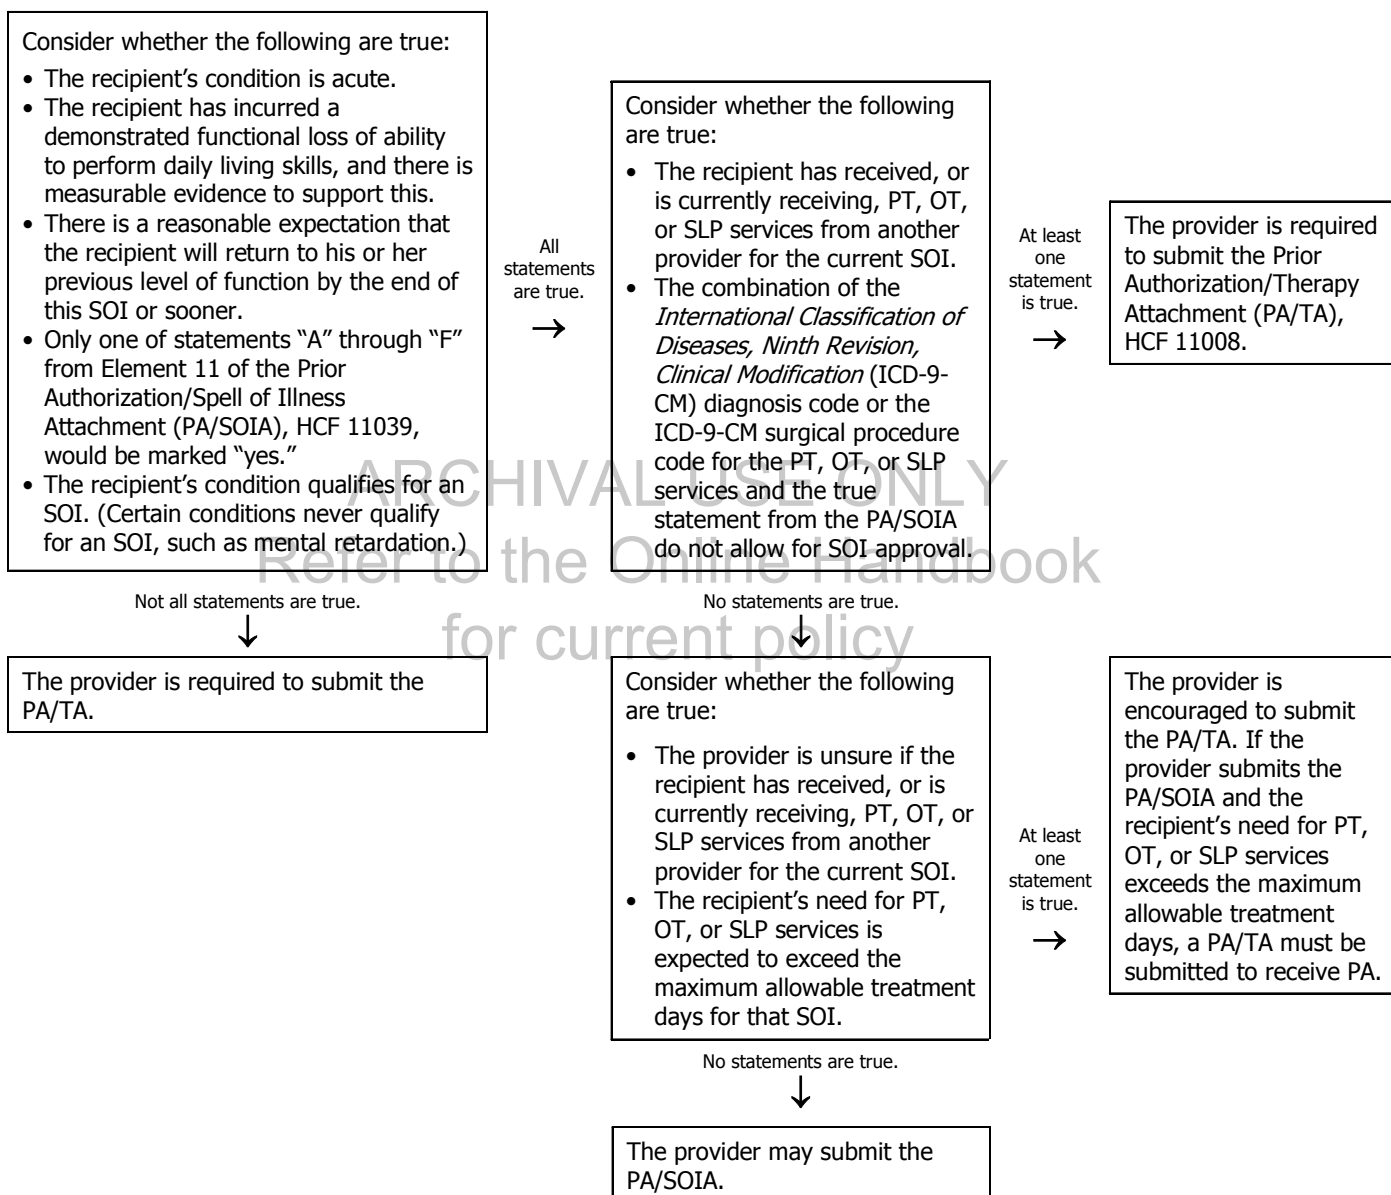 Consider whether the following are true:
• The recipient's condition is acute.
• The recipient has incurred a
demonstrated functional loss of ability
to perform daily living skills, and there is
measurable evidence to support this.
• There is a reasonable expectation that
the recipient will return to his or her
previous level of function by the end of
this SOI or sooner.
• Only one of statements “A” through “F”
from Element 11 of the Prior
Authorization/Spell of Illness
Attachment (PA/SOIA), HCF 11039,
would be marked “yes.”
• The recipient's condition qualifies for an
SOI. (Certain conditions never qualify
for an SOI, such as mental retardation.)
All
statements
are true.
→
Consider whether the following
are true:
• The recipient has received, or
is currently receiving, PT, OT,
or SLP services from another
provider for the current SOI.
• The combination of the
International Classification of
Diseases, Ninth Revision,
Clinical Modification (ICD-9-
CM) diagnosis code or the
ICD-9-CM surgical procedure
code for the PT, OT, or SLP
services and the true
statement from the PA/SOIA
do not allow for SOI approval.
At least
one
statement
is true.
→
The provider is required
to submit the Prior
Authorization/Therapy
Attachment (PA/TA),
HCF 11008.
ARCHIVAL USE ONLY
Refer to the Online Handbook
for current policy
Not all statements are true.
↓
The provider is required to submit the
PA/TA.
No statements are true.
↓
Consider whether the following
are true:
• The provider is unsure if the
recipient has received, or is
currently receiving, PT, OT, or
SLP services from another
provider for the current SOI.
• The recipient's need for PT,
OT, or SLP services is
expected to exceed the
maximum allowable treatment
days for that SOI.
At least
one
statement
is true.
→
The provider is
encouraged to submit
the PA/TA. If the
provider submits the
PA/SOIA and the
recipient's need for PT,
OT, or SLP services
exceeds the maximum
allowable treatment
days, a PA/TA must be
submitted to receive PA.
No statements are true.
↓
The provider may submit the
PA/SOIA.